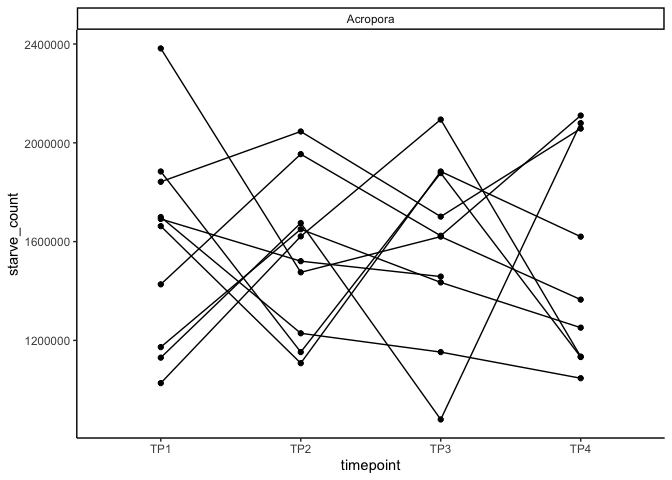 Acropora
2400000
2000000
1600000
1200000
starve_count
TP1 TP2 TP3 TP4
timepoint